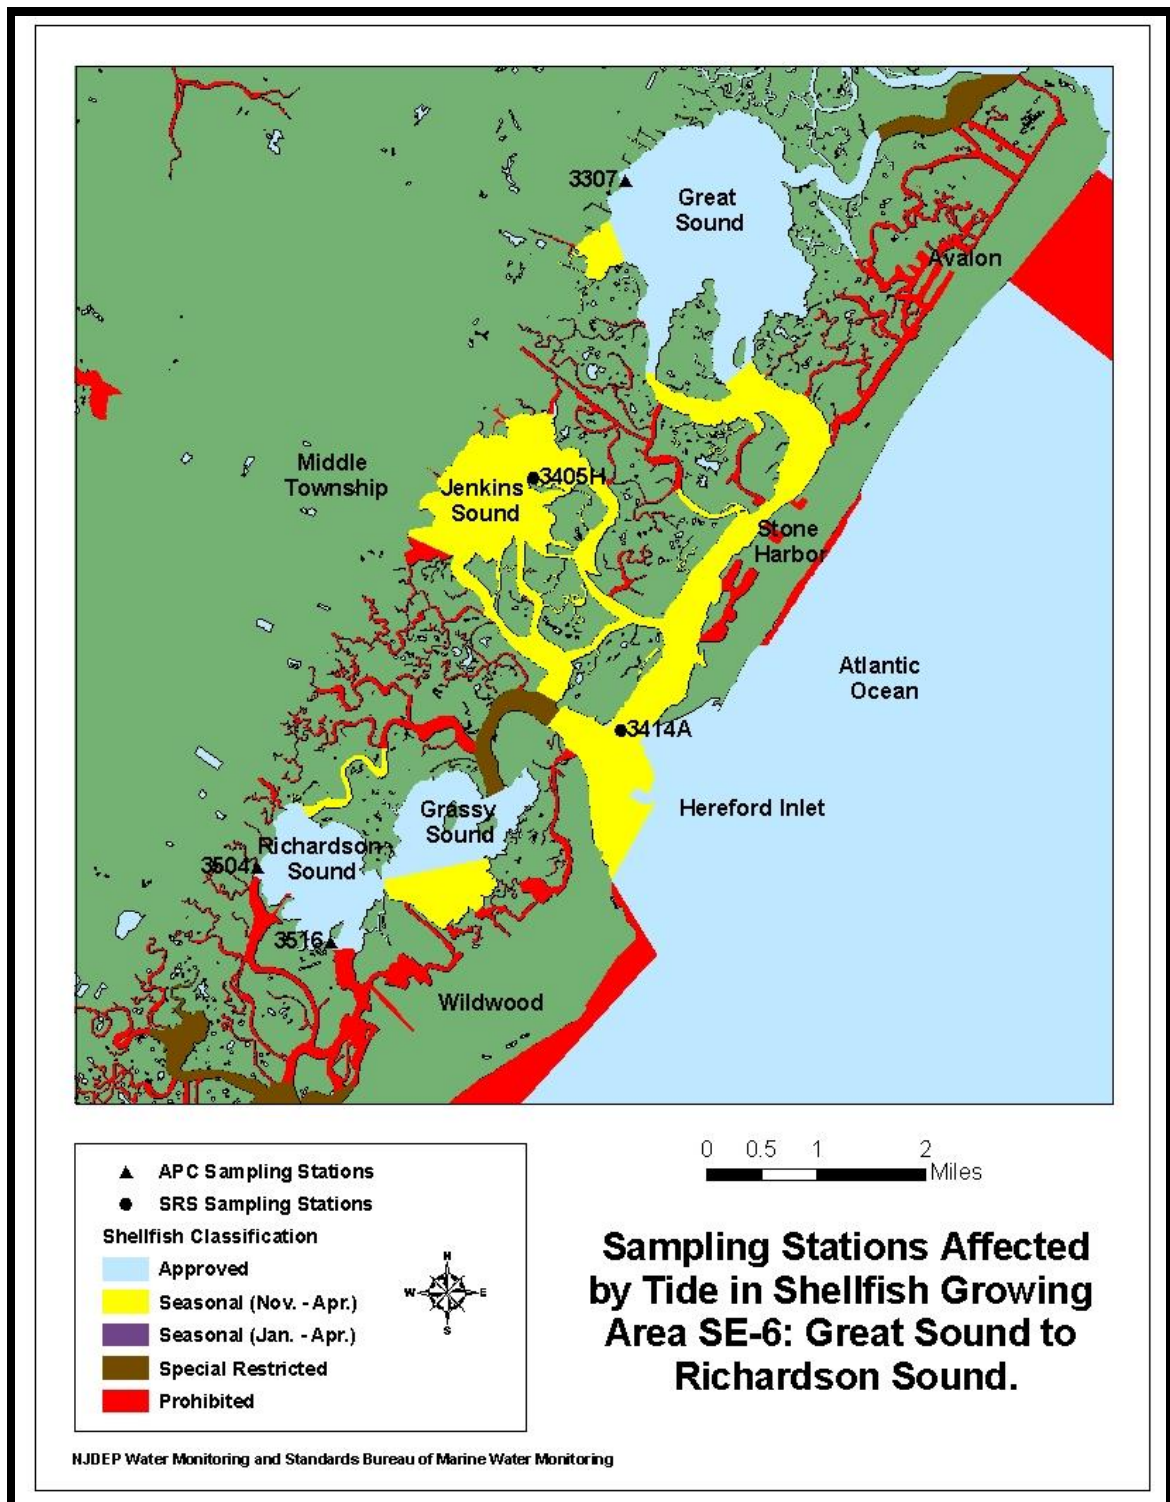 3307
Great
Sound
Avalon
Middle
Township
3405H
Jenkins
Sound
Stone
Harbor
Atlantic
Ocean
3414A
Hereford Inlet
Grassy
Sound
Richardson
Sound
3504
3516
Wildwood
APC Sampling Stations
SRS Sampling Stations
Shellfish Classification
Approved
Seasonal (Nov. - Apr.)
Seasonal (Jan. - Apr.)
Special Restricted
Prohibited
N
W E
S
0 0.5 1 2
Miles
Sampling Stations Affected
by Tide in Shellfish Growing
Area SE-6: Great Sound to
Richardson Sound.
NJDEP Water Monitoring and Standards Bureau of Marine Water Monitoring